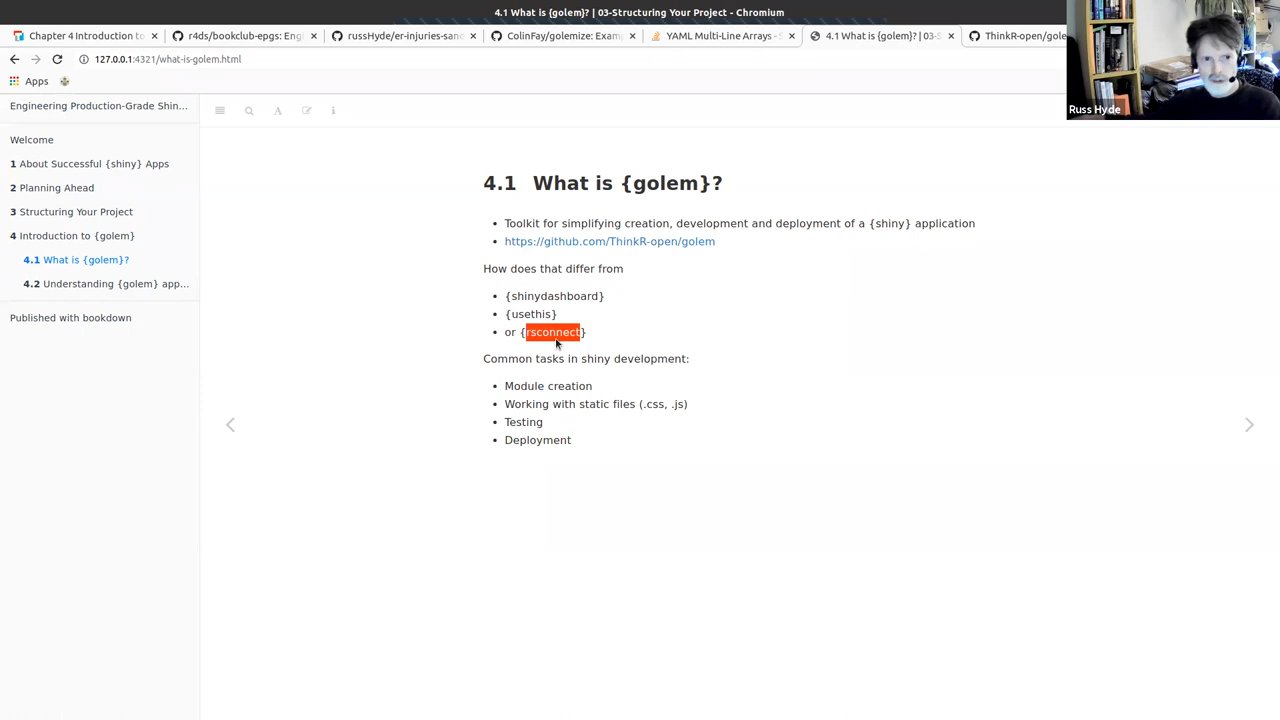 4.1 What is {golem}? | 03-Structuring Your Project - Chromium
Chapter 4 Introduction to
r4ds/bookclub-epgs: Eng
russHyde/er-injuries-sand
ColinFay/golemize: Exam
YAML Multi-Line Arrays - S
4.1 What is {golem}? | 03-S
ThinkR-open/gole
127.0.0.1:4321/what-is-golem.html
Apps
Russ Hyde
Engineering Production-Grade Shin...
Welcome
1 About Successful {shiny} Apps
2 Planning Ahead
3 Structuring Your Project
4 Introduction to {golem}
4.1 What is {golem}?
4.2 Understanding {golem} app...
Published with bookdown
4.1 What is {golem}?
• Toolkit for simplifying creation, development and deployment of a {shiny} application
• https://github.com/ThinkR-open/golem
How does that differ from
• {shinydashboard}
• {usethis}
• or {rsconnect}
Common tasks in shiny development:
• Module creation
• Working with static files (.css, .js)
• Testing
• Deployment